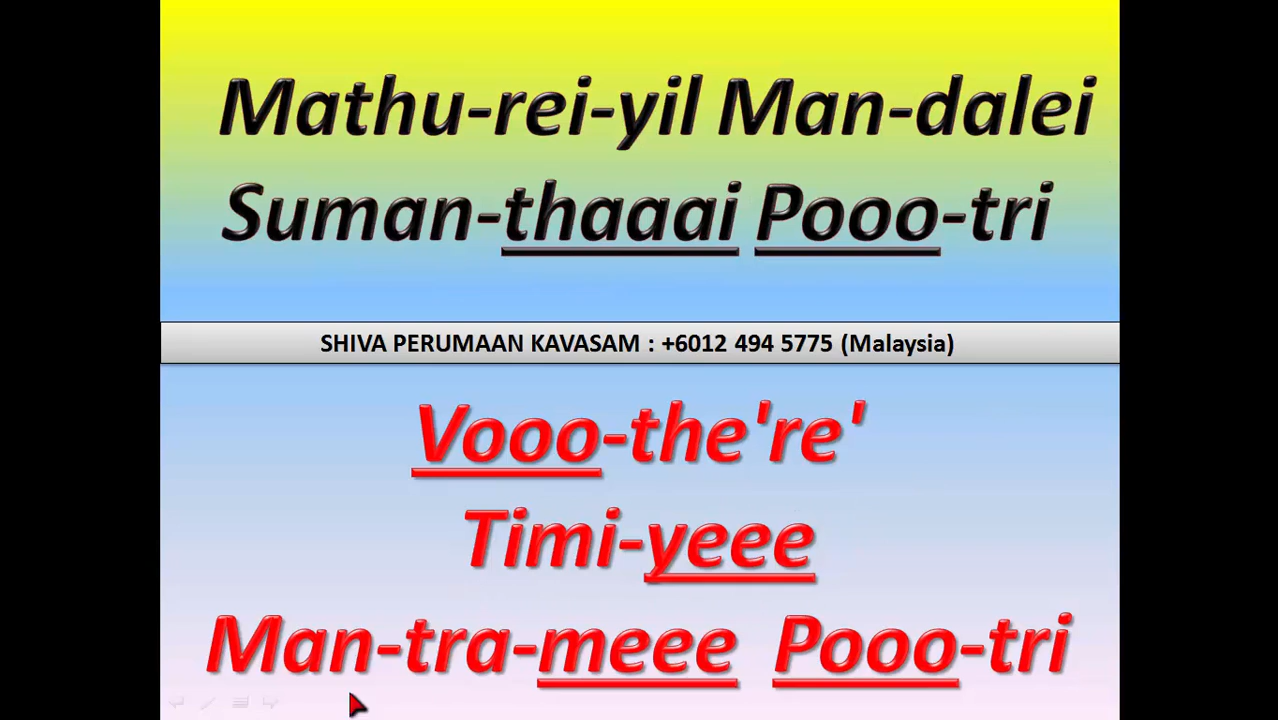 Mathu-rei-yil Man-dalei
Suman-thaaai Pooo-tri
SHIVA PERUMAAN KAVASAM : +6012 494 5775 (Malaysia)
Vooo-the're'
Timi-yeee
Man-tra-meee Pooo-tri